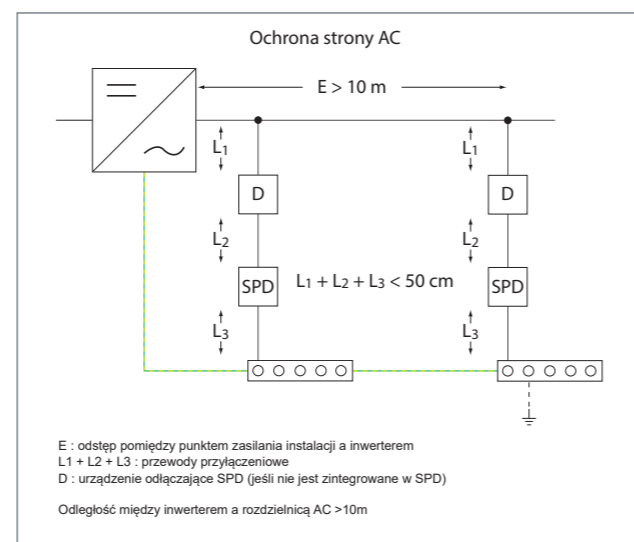 Ochrona strony AC
E > 10 m
L1
L1
D
D
L2
L2
SPD
L1 + L2 + L3 < 50 cm
SPD
L3
L3
E : odstęp pomiędzy punktem zasilania instalacji a inwerterem
L1 + L2 + L3 : przewody przyłączeniowe
D : urządzenie odłączające SPD (jeśli nie jest zintegrowane w SPD)
Odległość między inwerterem a rozdzielnicą AC >10m